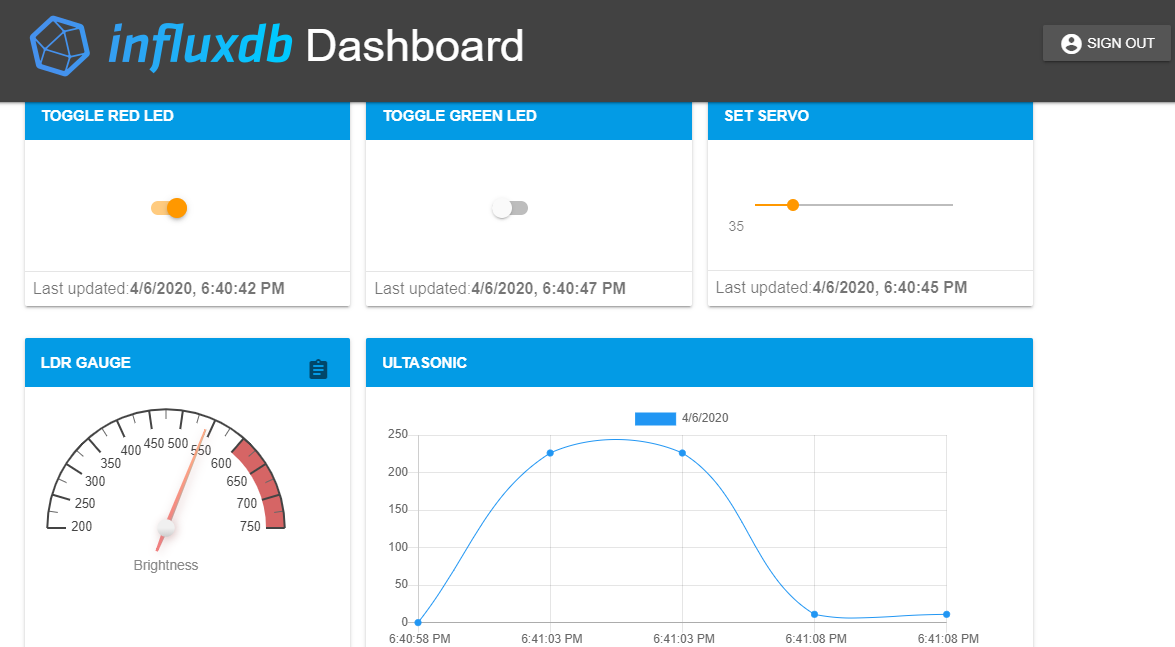 influxdb Dashboard
SIGN OUT
TOGGLE RED LED
TOGGLE GREEN LED
SET SERVO
35
Last updated:4/6/2020, 6:40:42 PM
Last updated:4/6/2020, 6:40:47 PM
Last updated:4/6/2020, 6:40:45 PM
LDR GAUGE
200
250
300
350
400
450
500
550
600
650
700
750
Brightness
ULTASONIC
4/6/2020
250
200
150
100
50
0
6:40:58 PM
6:41:03 PM
6:41:03 PM
6:41:08 PM
6:41:08 PM